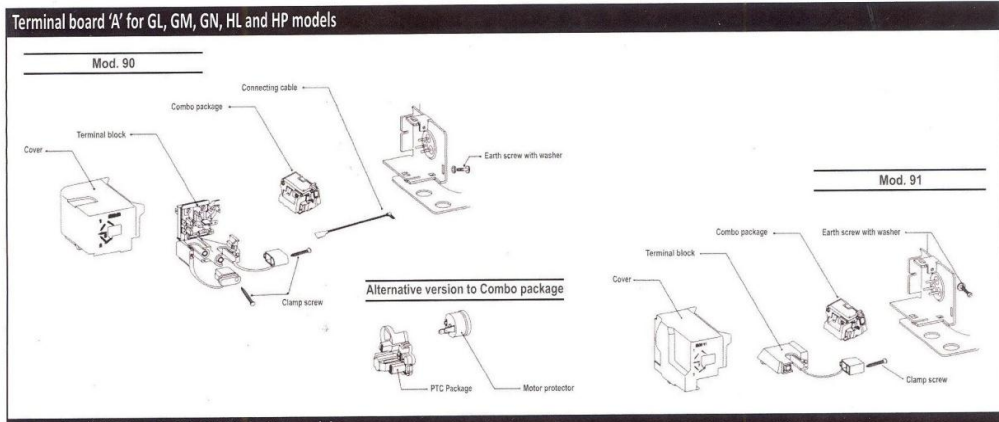 Terminal board ‘A’ for GL, GM, GN, HL and HP models
Mod. 90
Connecting cable
Combo package
Terminal block
Cover
Earth screw with washer
Clamp screw
Alternative version to Combo package
PTC Package
Motor protector
Mod. 91
Combo package
Earth screw with washer
Terminal block
Cover
Clamp screw